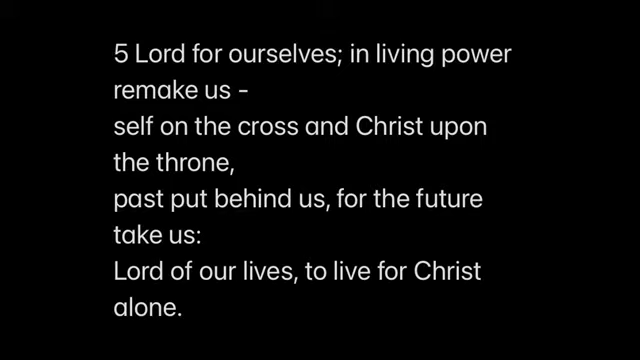 5 Lord for ourselves; in living power
remake us -
self on the cross and Christ upon
the throne,
past put behind us, for the future
take us:
Lord of our lives, to live for Christ
alone.